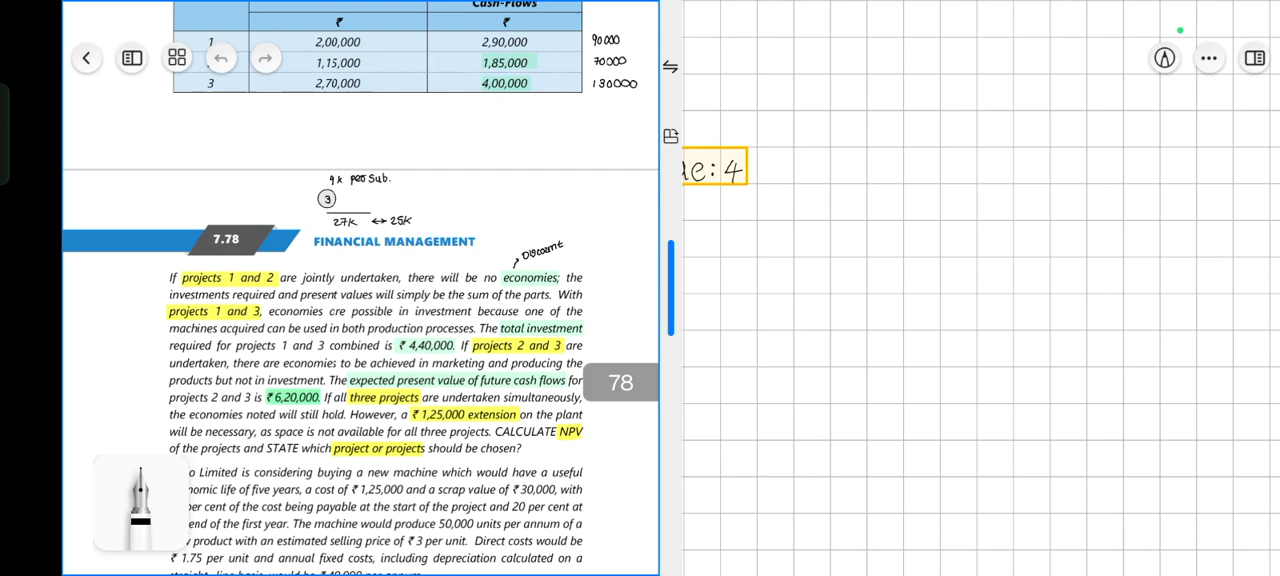 Cash-Flows
₹ ₹
1 2,00,000 2,90,000 90000
1,15,000 1,85,000 70000
3 2,70,000 4,00,000 130000
9k per Sub.
3
27k ↔ 25k
7.78 FINANCIAL MANAGEMENT
Discount
If projects 1 and 2 are jointly undertaken, there will be no economies; the
investments required and present values will simply be the sum of the parts. With
projects 1 and 3, economies are possible in investment because one of the
machines acquired can be used in both production processes. The total investment
required for projects 1 and 3 combined is ₹ 4,40,000. If projects 2 and 3 are
undertaken, there are economies to be achieved in marketing and producing the
products but not in investment. The expected present value of future cash flows for
projects 2 and 3 is ₹ 6,20,000. If all three projects are undertaken simultaneously,
the economies noted will still hold. However, a ₹ 1,25,000 extension on the plant
will be necessary, as space is not available for all three projects. CALCULATE NPV
of the projects and STATE which project or projects should be chosen?
78
o Limited is considering buying a new machine which would have a useful
nomic life of five years, a cost of ₹ 1,25,000 and a scrap value of ₹ 30,000, with
per cent of the cost being payable at the start of the project and 20 per cent at
end of the first year. The machine would produce 50,000 units per annum of a
product with an estimated selling price of ₹ 3 per unit. Direct costs would be
₹ 1.75 per unit and annual fixed costs, including depreciation calculated on a
: 4